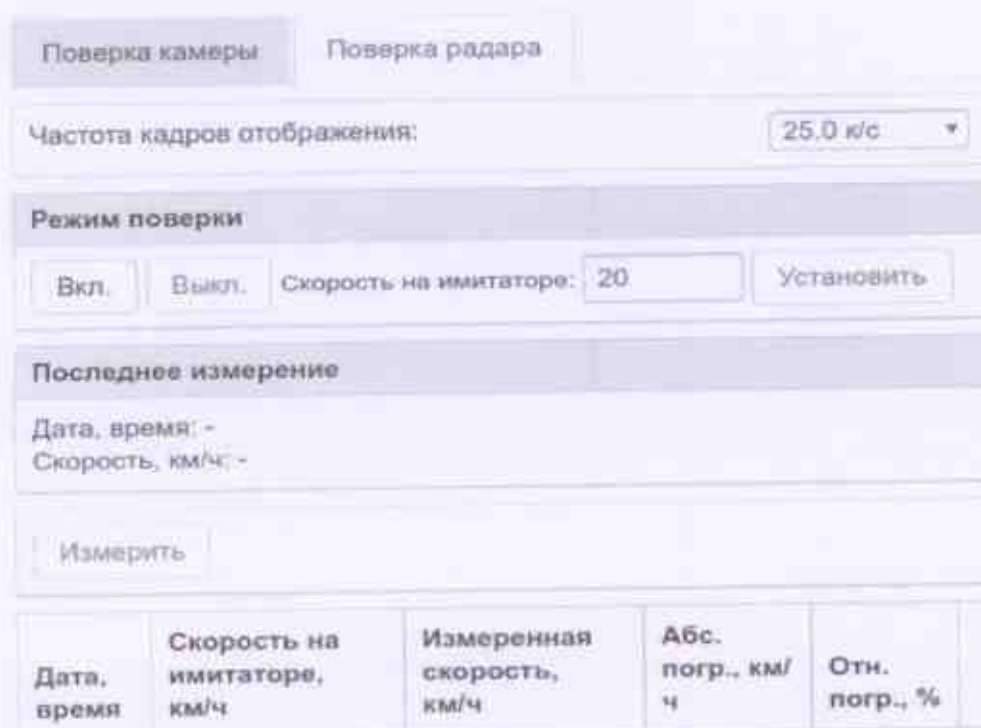 Поверка камеры Поверка радара
Частота кадров отображения: 25.0 к/с
Режим поверки
Вкл. Выкл. Скорость на имитаторе: 20 Установить
Последнее измерение
Дата, время: -
Скорость, км/ч: -
Измерить
Дата, время
Скорость на имитаторе, км/ч
Измеренная скорость, км/ч
Абс. погр., км/ч
Отн. погр., %